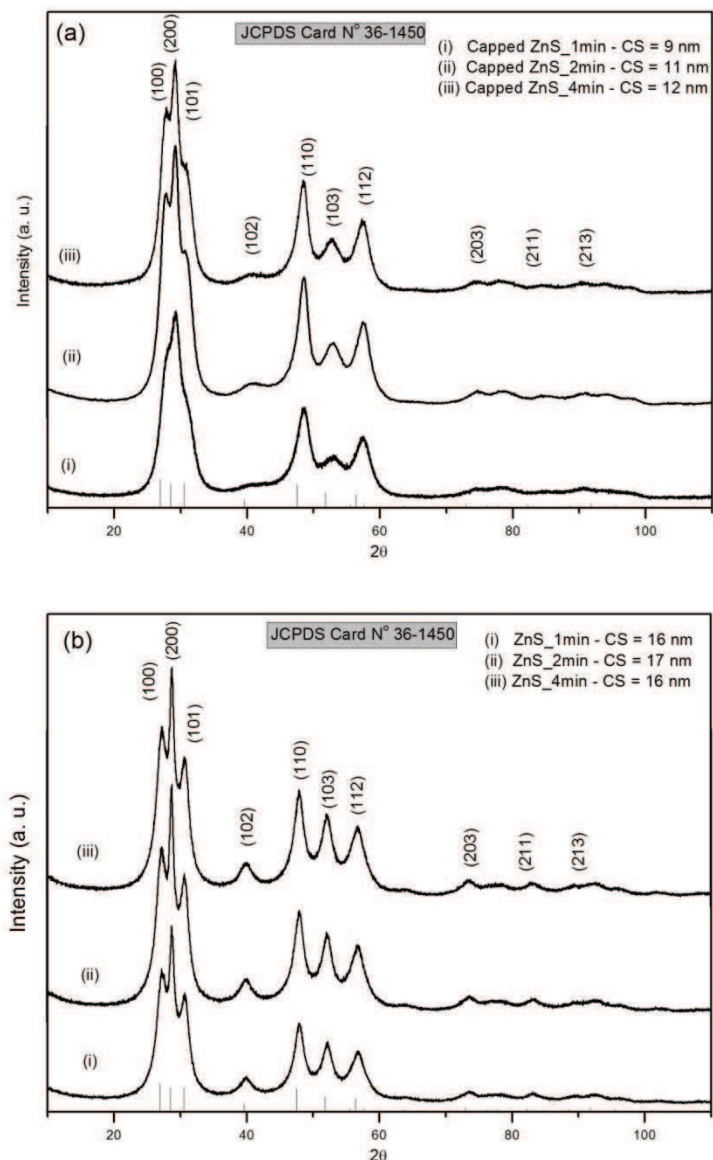 (a)
JCPDS Card Nº 36-1450
(i) Capped ZnS_1min - CS = 9 nm
(ii) Capped ZnS_2min - CS = 11 nm
(iii) Capped ZnS_4min - CS = 12 nm
(100)
(200)
(101)
(102)
(110)
(103)
(112)
(203)
(211)
(213)
(iii)
(ii)
(i)
Intensity (a. u.)
20 40 60 80 100
2θ
(b)
JCPDS Card Nº 36-1450
(i) ZnS_1min - CS = 16 nm
(ii) ZnS_2min - CS = 17 nm
(iii) ZnS_4min - CS = 16 nm
(100)
(200)
(101)
(102)
(110)
(103)
(112)
(203)
(211)
(213)
(iii)
(ii)
(i)
Intensity (a. u.)
20 40 60 80 100
2θ